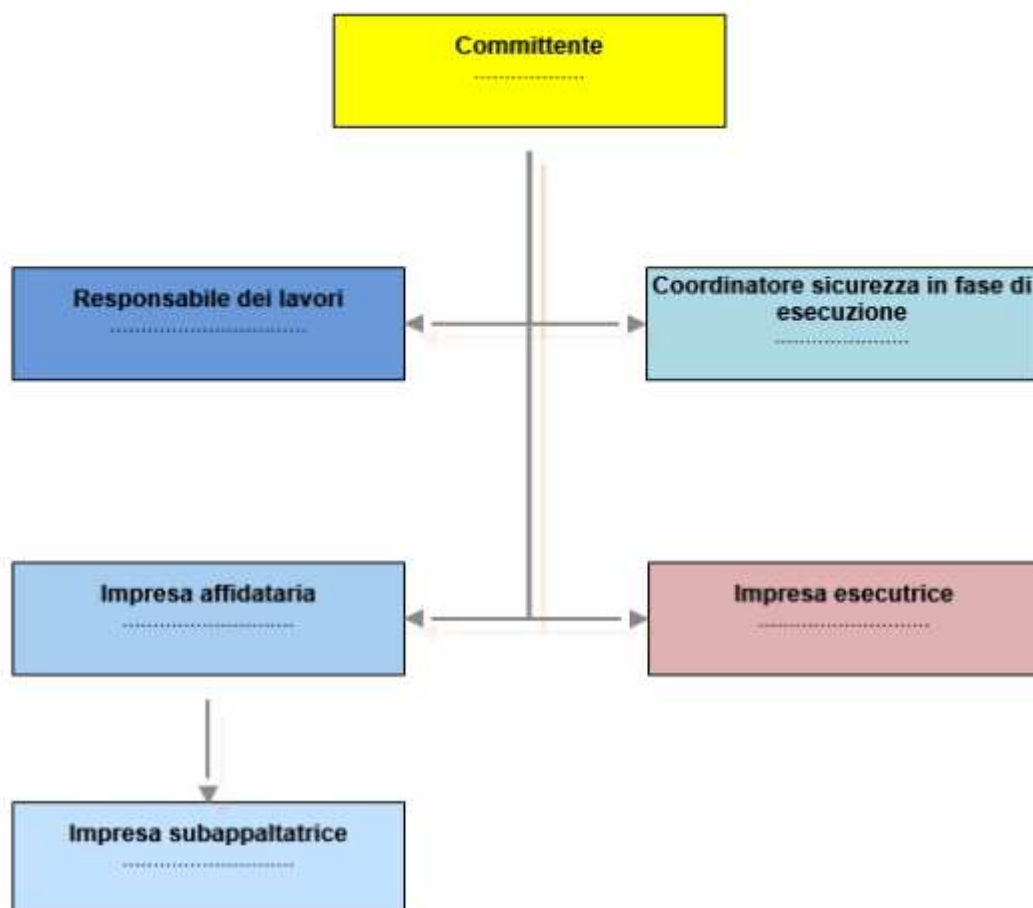 Committente
..................
Responsabile dei lavori
................................
Coordinatore sicurezza in fase di
esecuzione
......................
Impresa affidataria
............................
Impresa esecutrice
............................
Impresa subappaltatrice
............................